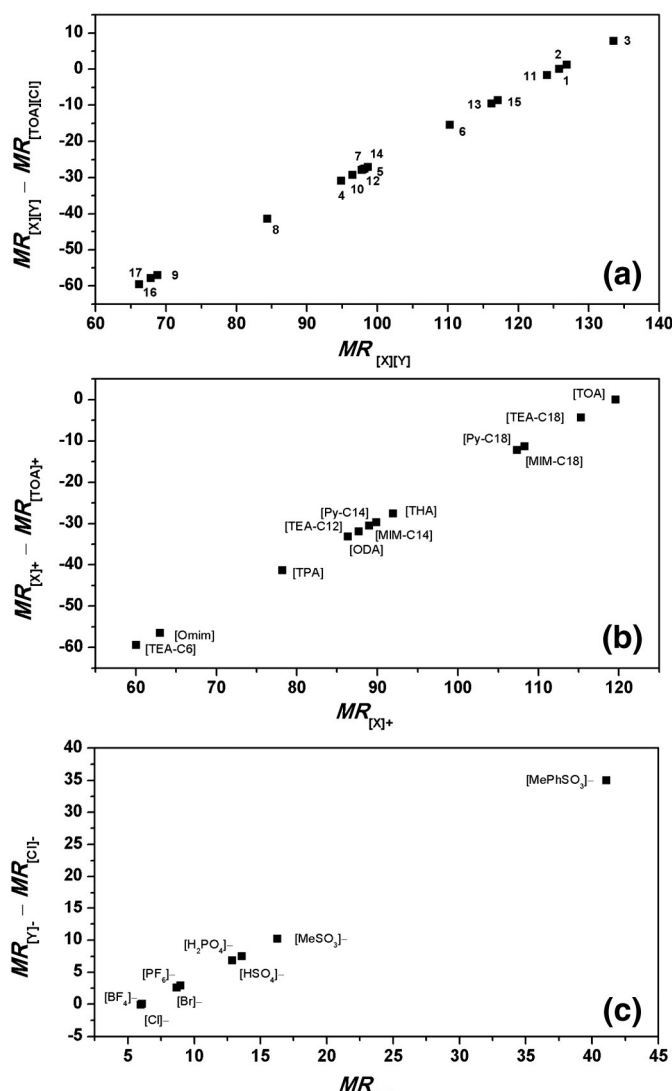 MR[X][Y] − MR[TOA][Cl]
10
0
-10
-20
-30
-40
-50
-60
2
3
11
1
13
15
6
7
14
5
12
4
10
8
17
9
16
(a)
60 70 80 90 100 110 120 130 140
MR[X][Y]
MR[X]+ − MR[TOA]+
0
-10
-20
-30
-40
-50
-60
[TOA]
[TEA-C18]
[Py-C18]
[MIM-C18]
[Py-C14]
[THA]
[TEA-C12]
[MIM-C14]
[ODA]
[TPA]
[Omim]
[TEA-C6]
(b)
60 70 80 90 100 110 120
MR[X]+
MR[Y]- − MR[Cl]-
40
35
30
25
20
15
10
5
0
-5
[MePhSO3]−
[H2PO4]−
[MeSO3]−
[PF6]−
[HSO4]−
[BF4]−
[Br]−
[Cl]−
(c)
5 10 15 20 25 30 35 40 45
MR